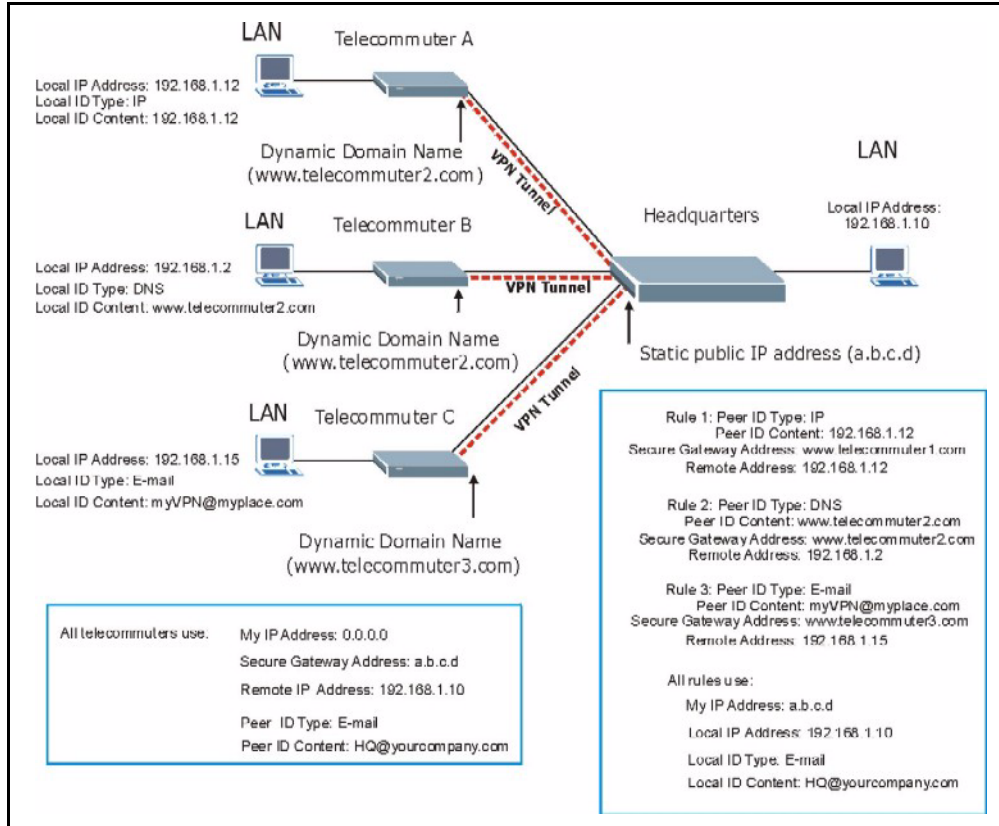 LAN
Telecommuter A
Local IP Address: 192.168.1.12
Local ID Type: IP
Local ID Content: 192.168.1.12
Dynamic Domain Name
(www.telecommuter2.com)
VPN Tunnel
LAN
Telecommuter B
Local IP Address: 192.168.1.2
Local ID Type: DNS
Local ID Content: www.telecommuter2.com
VPN Tunnel
Dynamic Domain Name
(www.telecommuter2.com)
LAN
Telecommuter C
Local IP Address: 192.168.1.15
Local ID Type: E-mail
Local ID Content: myVPN@myplace.com
VPN Tunnel
Dynamic Domain Name
(www.telecommuter3.com)
Headquarters
LAN
Local IP Address:
192.168.1.10
Static public IP address (a.b.c.d)
All telecommuters use:
My IP Address: 0.0.0.0
Secure Gateway Address: a.b.c.d
Remote IP Address: 192.168.1.10
Peer ID Type: E-mail
Peer ID Content: HQ@yourcompany.com
Rule 1: Peer ID Type: IP
Peer ID Content: 192.168.1.12
Secure Gateway Address: www.telecommuter1.com
Remote Address: 192.168.1.12
Rule 2: Peer ID Type: DNS
Peer ID Content: www.telecommuter2.com
Secure Gateway Address: www.telecommuter2.com
Remote Address: 192.168.1.2
Rule 3: Peer ID Type: E-mail
Peer ID Content: myVPN@myplace.com
Secure Gateway Address: www.telecommuter3.com
Remote Address: 192.168.1.15
All rules use:
My IP Address: a.b.c.d
Local IP Address: 192.168.1.10
Local ID Type: E-mail
Local ID Content: HQ@yourcompany.com